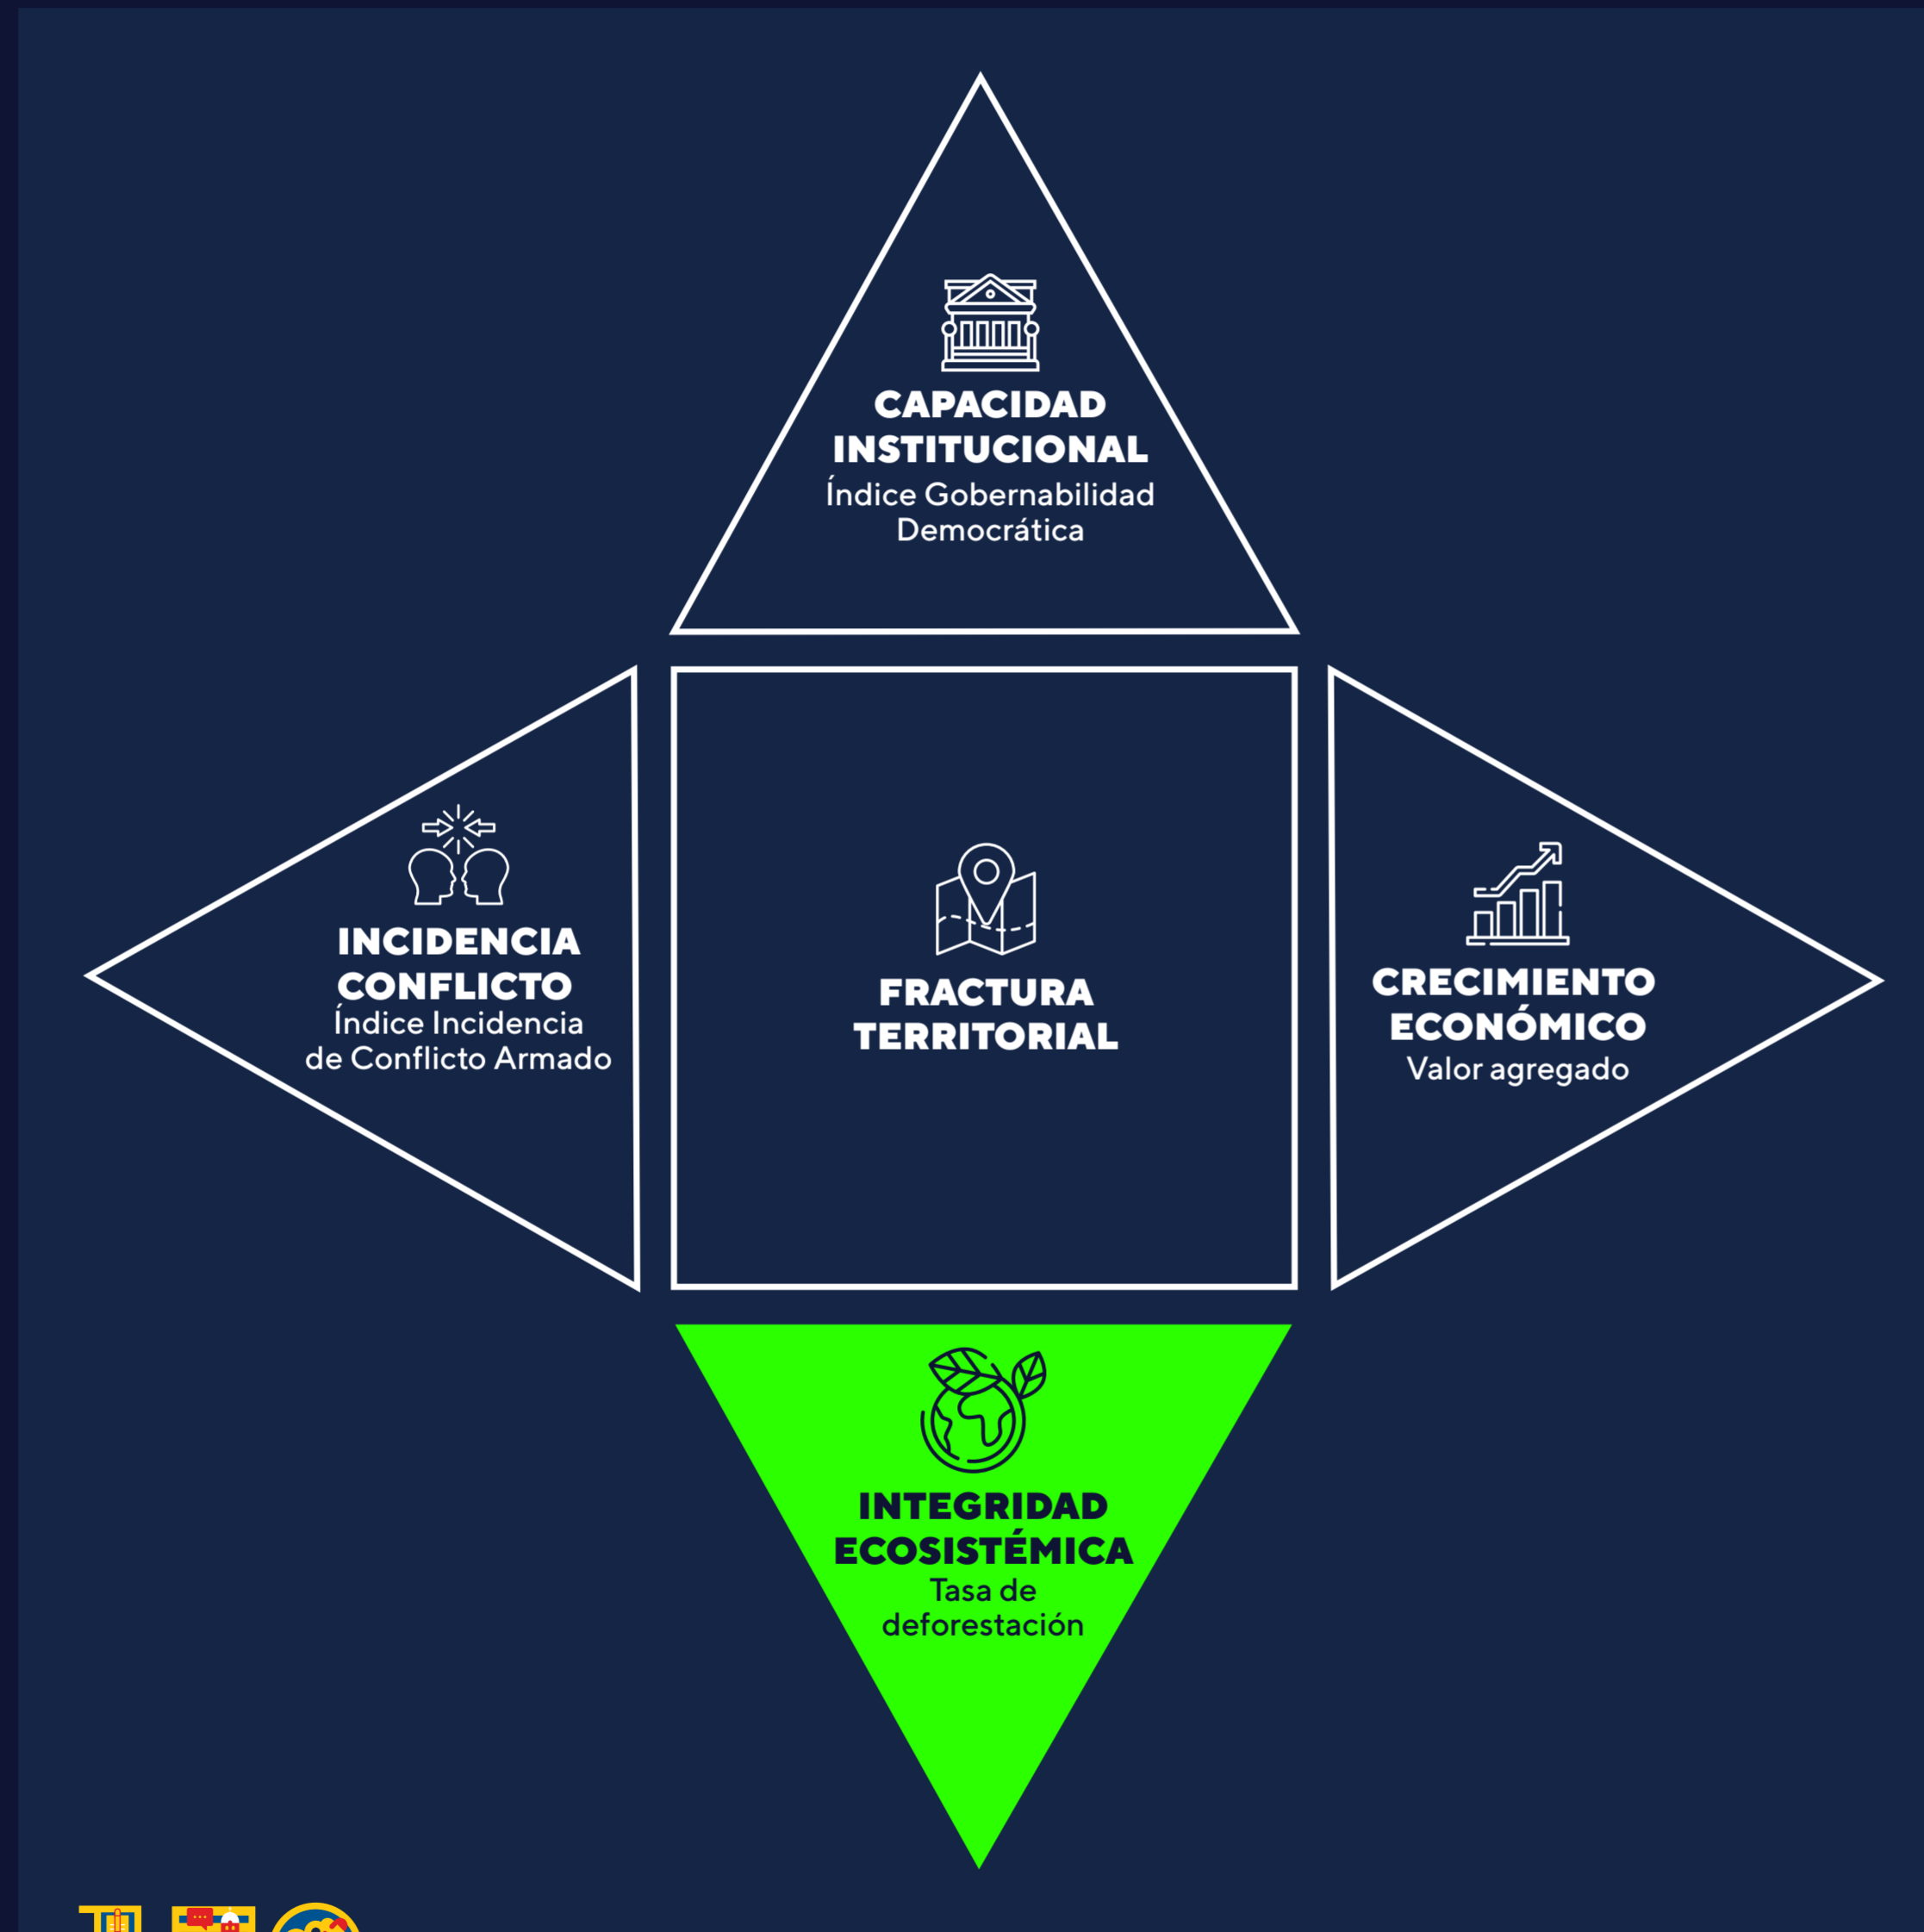 CAPACIDAD
INSTITUCIONAL
Índice Gobernabilidad
Democrática
INCIDENCIA
CONFLICTO
Índice Incidencia
de Conflicto Armado
FRACTURA
TERRITORIAL
CRECIMIENTO
ECONÓMICO
Valor agregado
INTEGRIDAD
ECOSISTÉMICA
Tasa de
deforestación